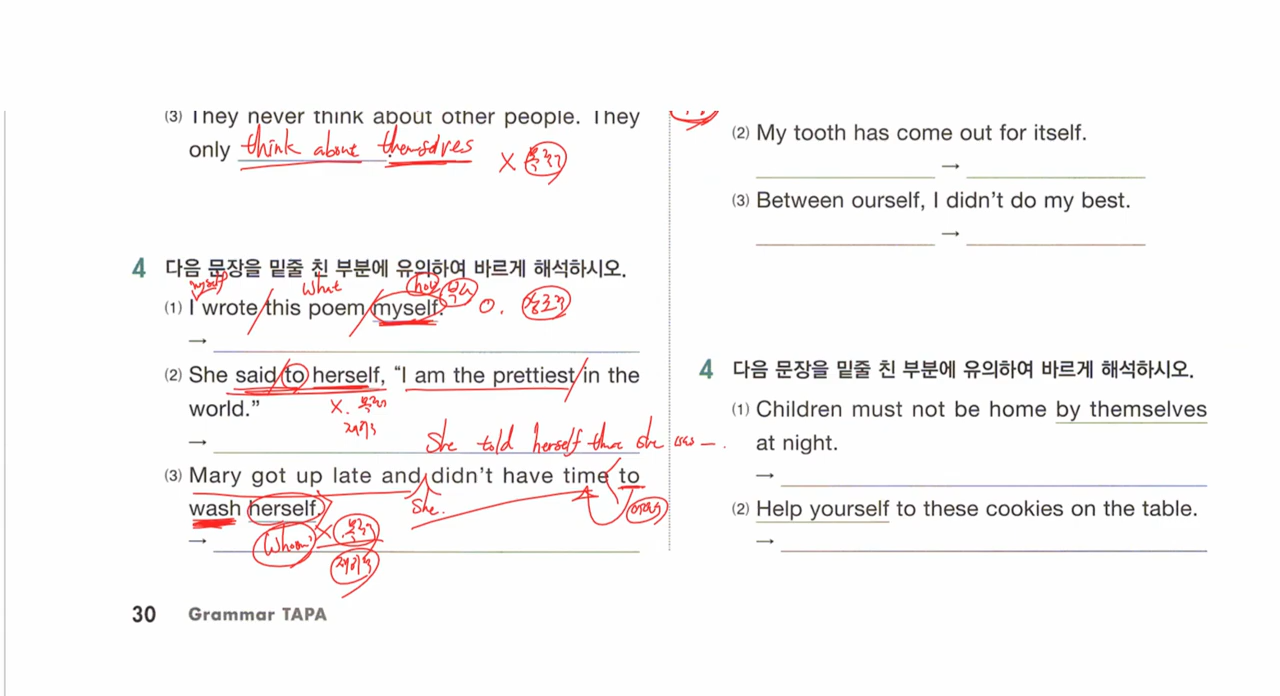 (3) They never think about other people. They
only think about themselves
X 목적
4 다음 문장을 밑줄 친 부분에 유의하여 바르게 해석하시오.
myself what how 부사
(1) I wrote this poem myself. O. 강조
→
(2) She said to herself, “I am the prettiest in the
world.” X. 목적
재귀
→ She told herself that she was — .
(3) Mary got up late and didn’t have time to
wash herself. She.
→ Whom? X 목적
재귀
30 Grammar TAPA
(2) My tooth has come out for itself.
→
(3) Between ourself, I didn’t do my best.
→
4 다음 문장을 밑줄 친 부분에 유의하여 바르게 해석하시오.
(1) Children must not be home by themselves
at night.
→
(2) Help yourself to these cookies on the table.
→